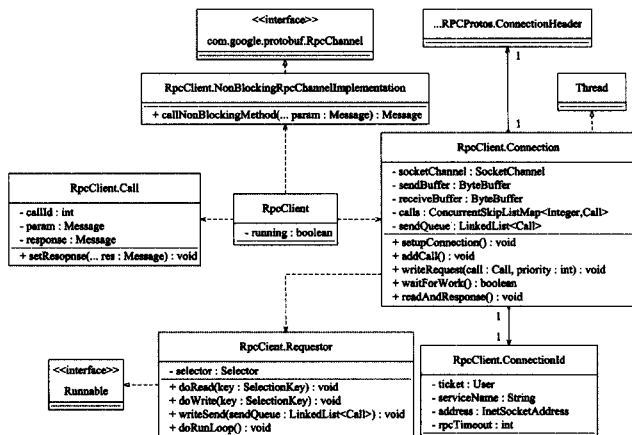 <<interface>>
com.google.protobuf.RpcChannel
...RPCProtos.ConnectionHeader
RpcClient.NonBlockingRpcChannelImplementation
+ callNonBlockingMethod(... param : Message) : Message
1
Thread
1
RpcClient.Connection
- socketChannel : SocketChannel
- sendBuffer : ByteBuffer
- receiveBuffer : ByteBuffer
- calls : ConcurrentSkipListMap<Integer,Call>
- sendQueue : LinkedList<Call>
+ setupConnection() : void
+ addCall() : void
+ writeRequest(call : Call, priority : int) : void
+ waitForWork() : boolean
+ readAndResponse() : void
RpcClient.Call
- callId : int
- param : Message
- response : Message
+ setResopnse(... res : Message) : void
RpcClient
- running : boolean
1
1
RpcClient.Requestor
- selector : Selector
+ doRead(key : SelectionKey) : void
+ doWrite(key : SelectionKey) : void
+ writeSend(sendQueue : LinkedList<Call>) : void
+ doRunLoop() : void
<<interface>>
Runnable
RpcClient.ConnectionId
- ticket : User
- serviceName : String
- address : InetSocketAddress
- rpcTimeout : int